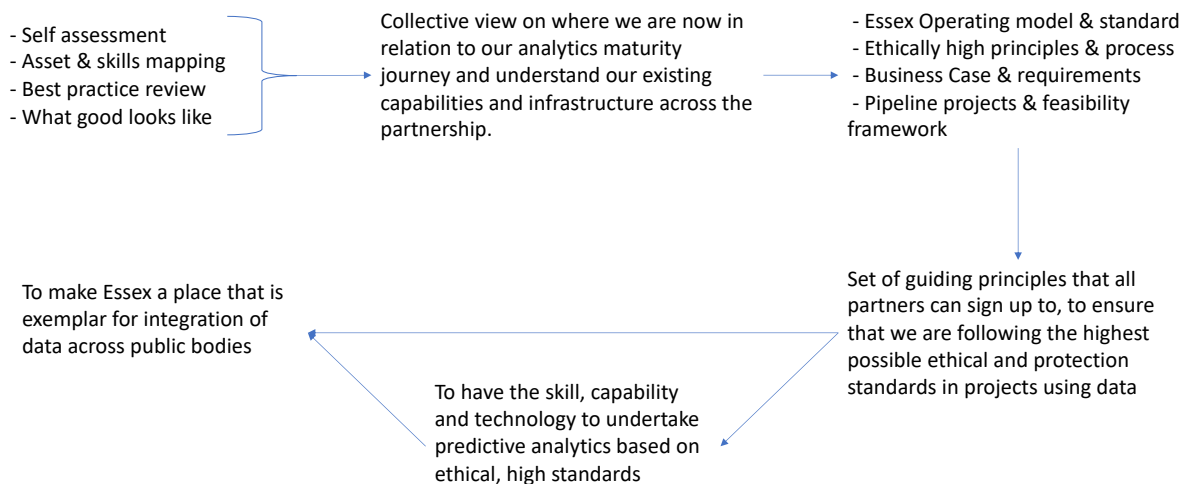 - Self assessment
- Asset & skills mapping
- Best practice review
- What good looks like
Collective view on where we are now in
relation to our analytics maturity
journey and understand our existing
capabilities and infrastructure across the
partnership.
- Essex Operating model & standard
- Ethically high principles & process
- Business Case & requirements
- Pipeline projects & feasibility
framework
Set of guiding principles that all
partners can sign up to, to ensure
that we are following the highest
possible ethical and protection
standards in projects using data
To have the skill, capability
and technology to undertake
predictive analytics based on
ethical, high standards
To make Essex a place that is
exemplar for integration of
data across public bodies